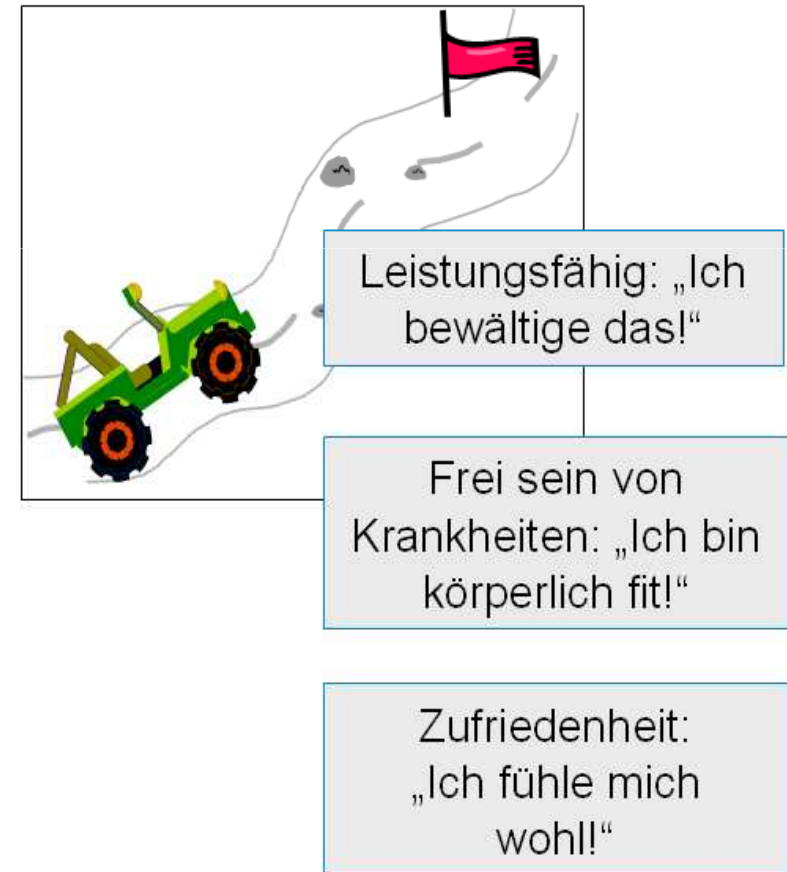 Leistungsfähig: „Ich
bewältige das!“
Frei sein von
Krankheiten: „Ich bin
körperlich fit!“
Zufriedenheit:
„Ich fühle mich
wohl!“